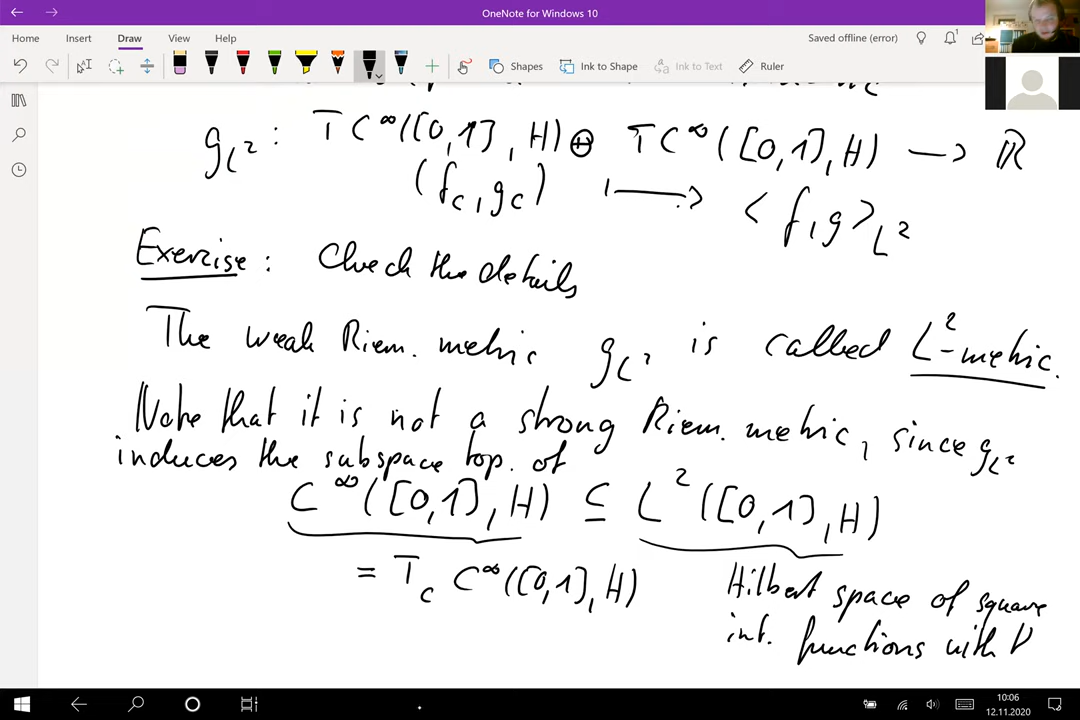 OneNote for Windows 10
Home Insert Draw View Help
Saved offline (error)
Shapes Ink to Shape Ink to Text Ruler
g_{L²} : T C^∞([0,1], H) ⊕ T C^∞([0,1], H) → ℝ
(f_c, g_c) ↦ <f,g>_{L²}
Exercise: Check the details
The weak Riem. metric g_{L²} is called L²-metric.
Note that it is not a strong Riem. metric, since g_{L²}
induces the subspace top. of
C^∞([0,1], H) ⊆ L²([0,1], H)
= T_c C^∞([0,1], H) Hilbert space of square
int. functions with
10:06
12.11.2020